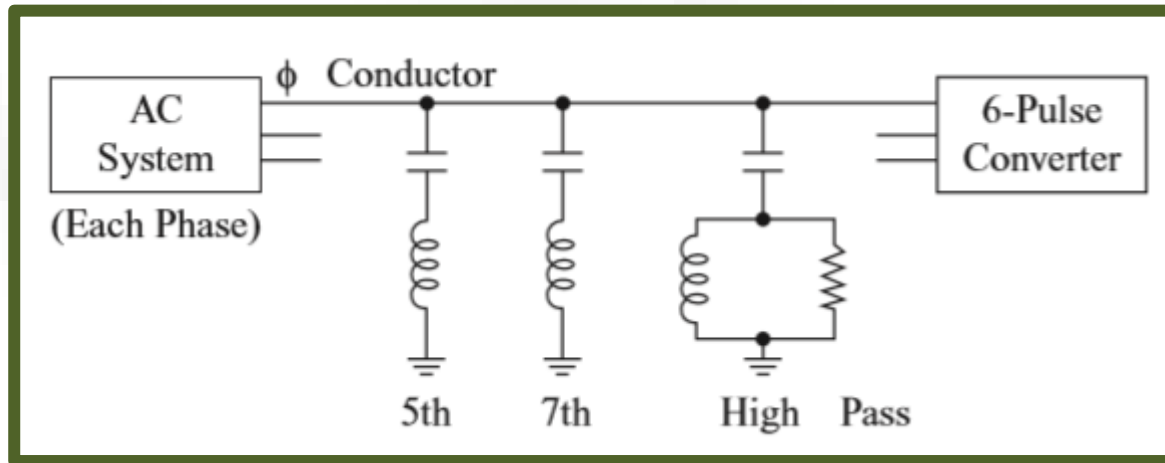 ϕ Conductor
AC
System
(Each Phase)
6-Pulse
Converter
5th
7th
High Pass